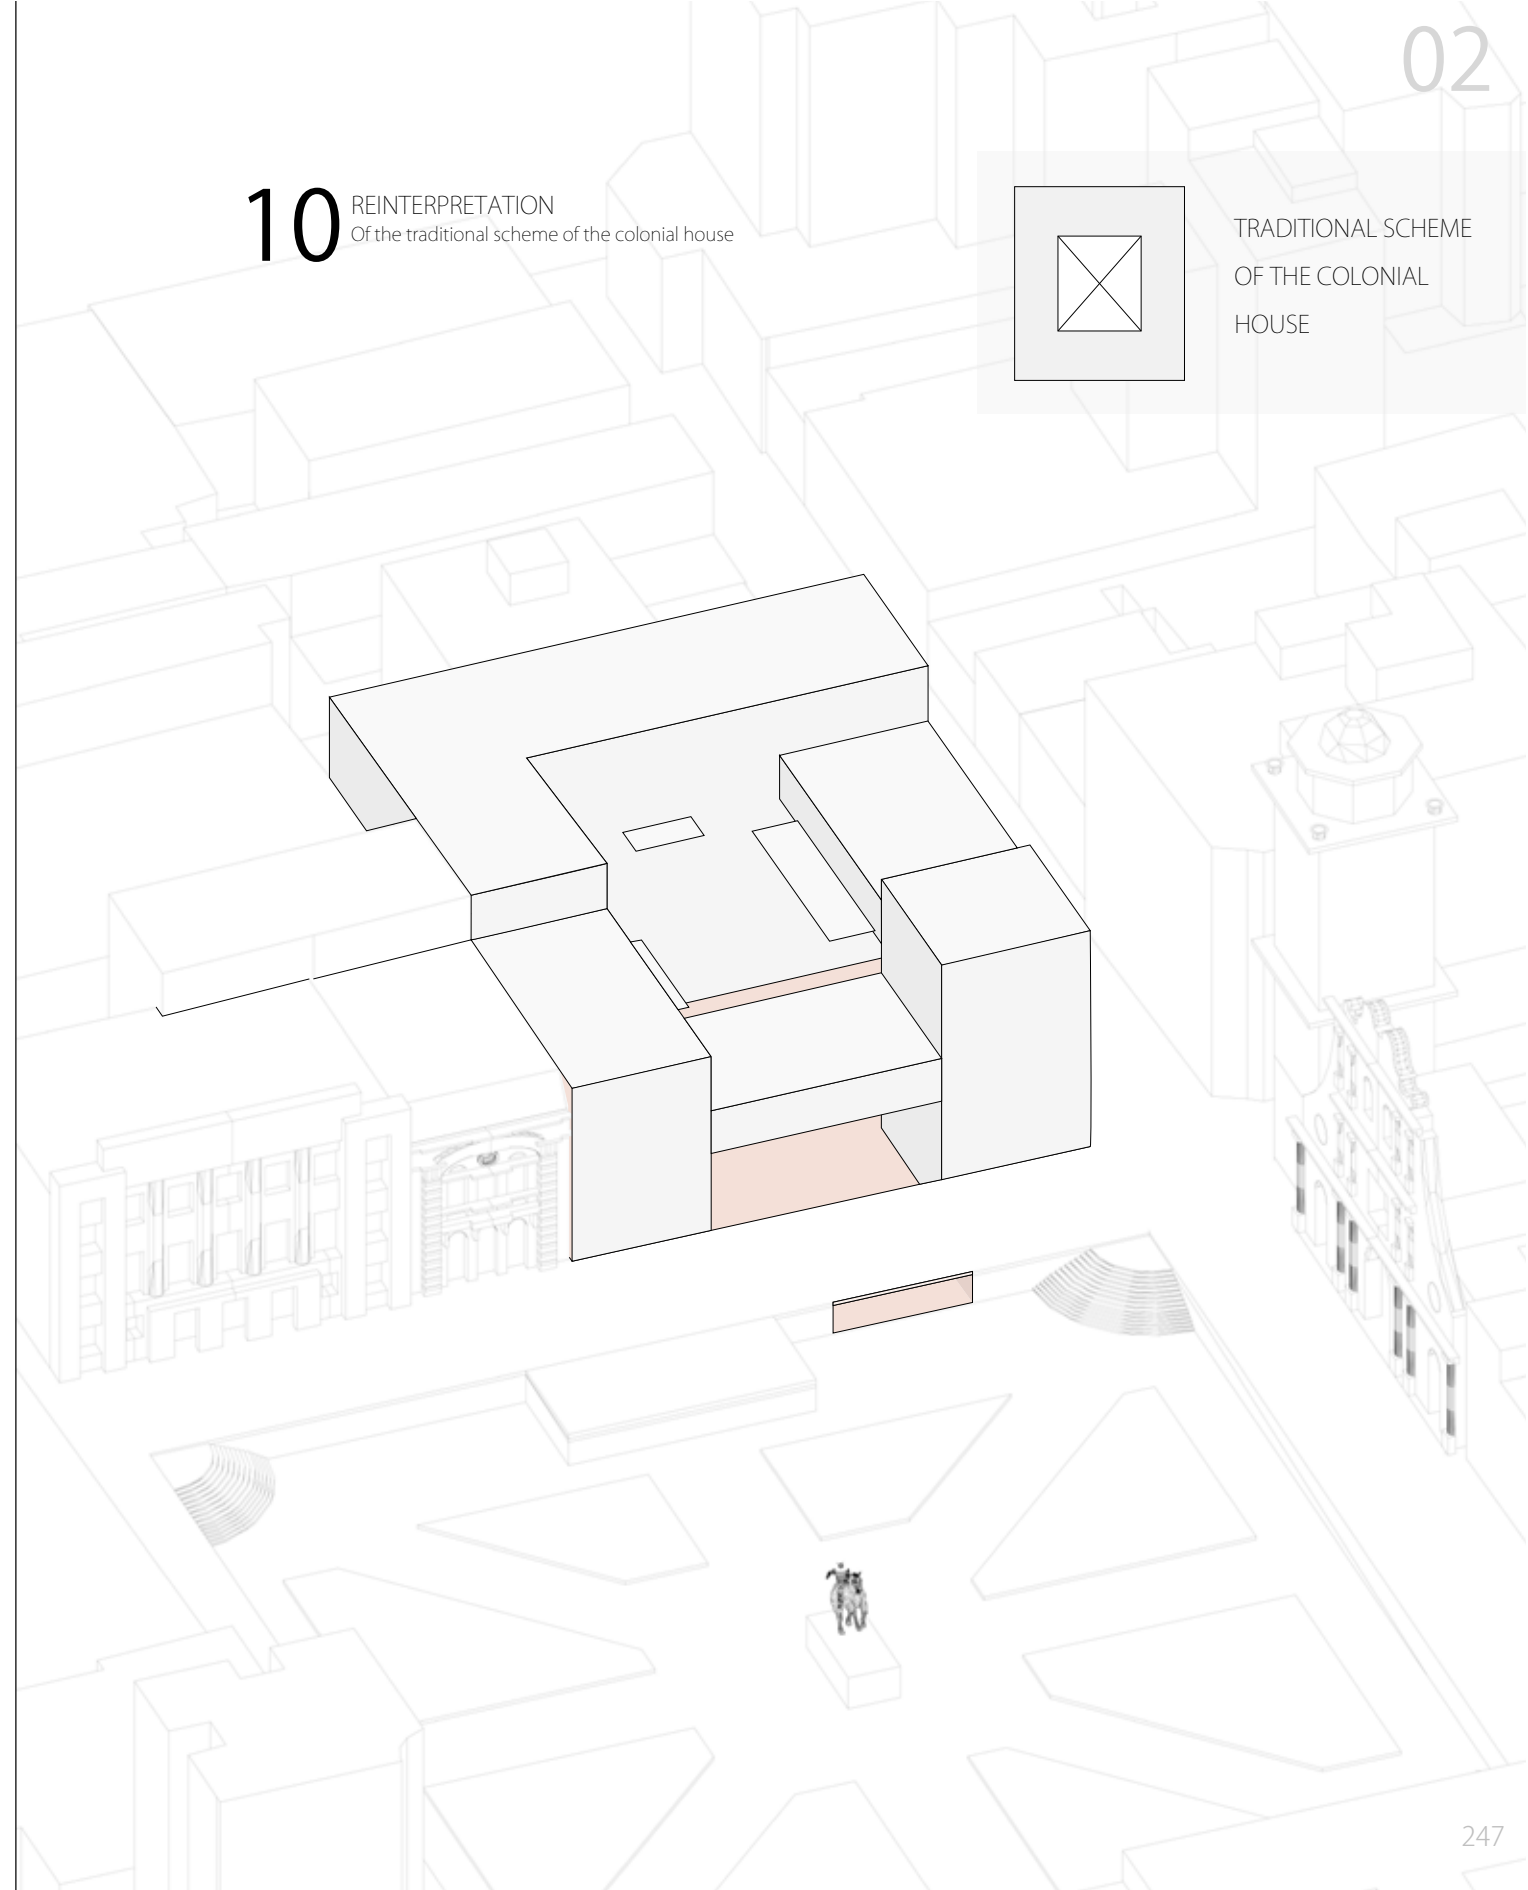 02
10
REINTERPRETATION
Of the traditional scheme of the colonial house
TRADITIONAL SCHEME
OF THE COLONIAL
HOUSE
247